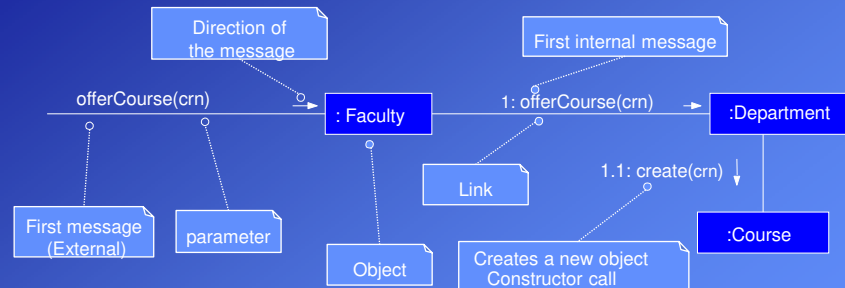 Direction of
the message
First internal message
offerCourse(crn)
: Faculty
1: offerCourse(crn)
:Department
Link
1.1: create(crn)
First message
(External)
parameter
Object
:Course
Creates a new object
Constructor call